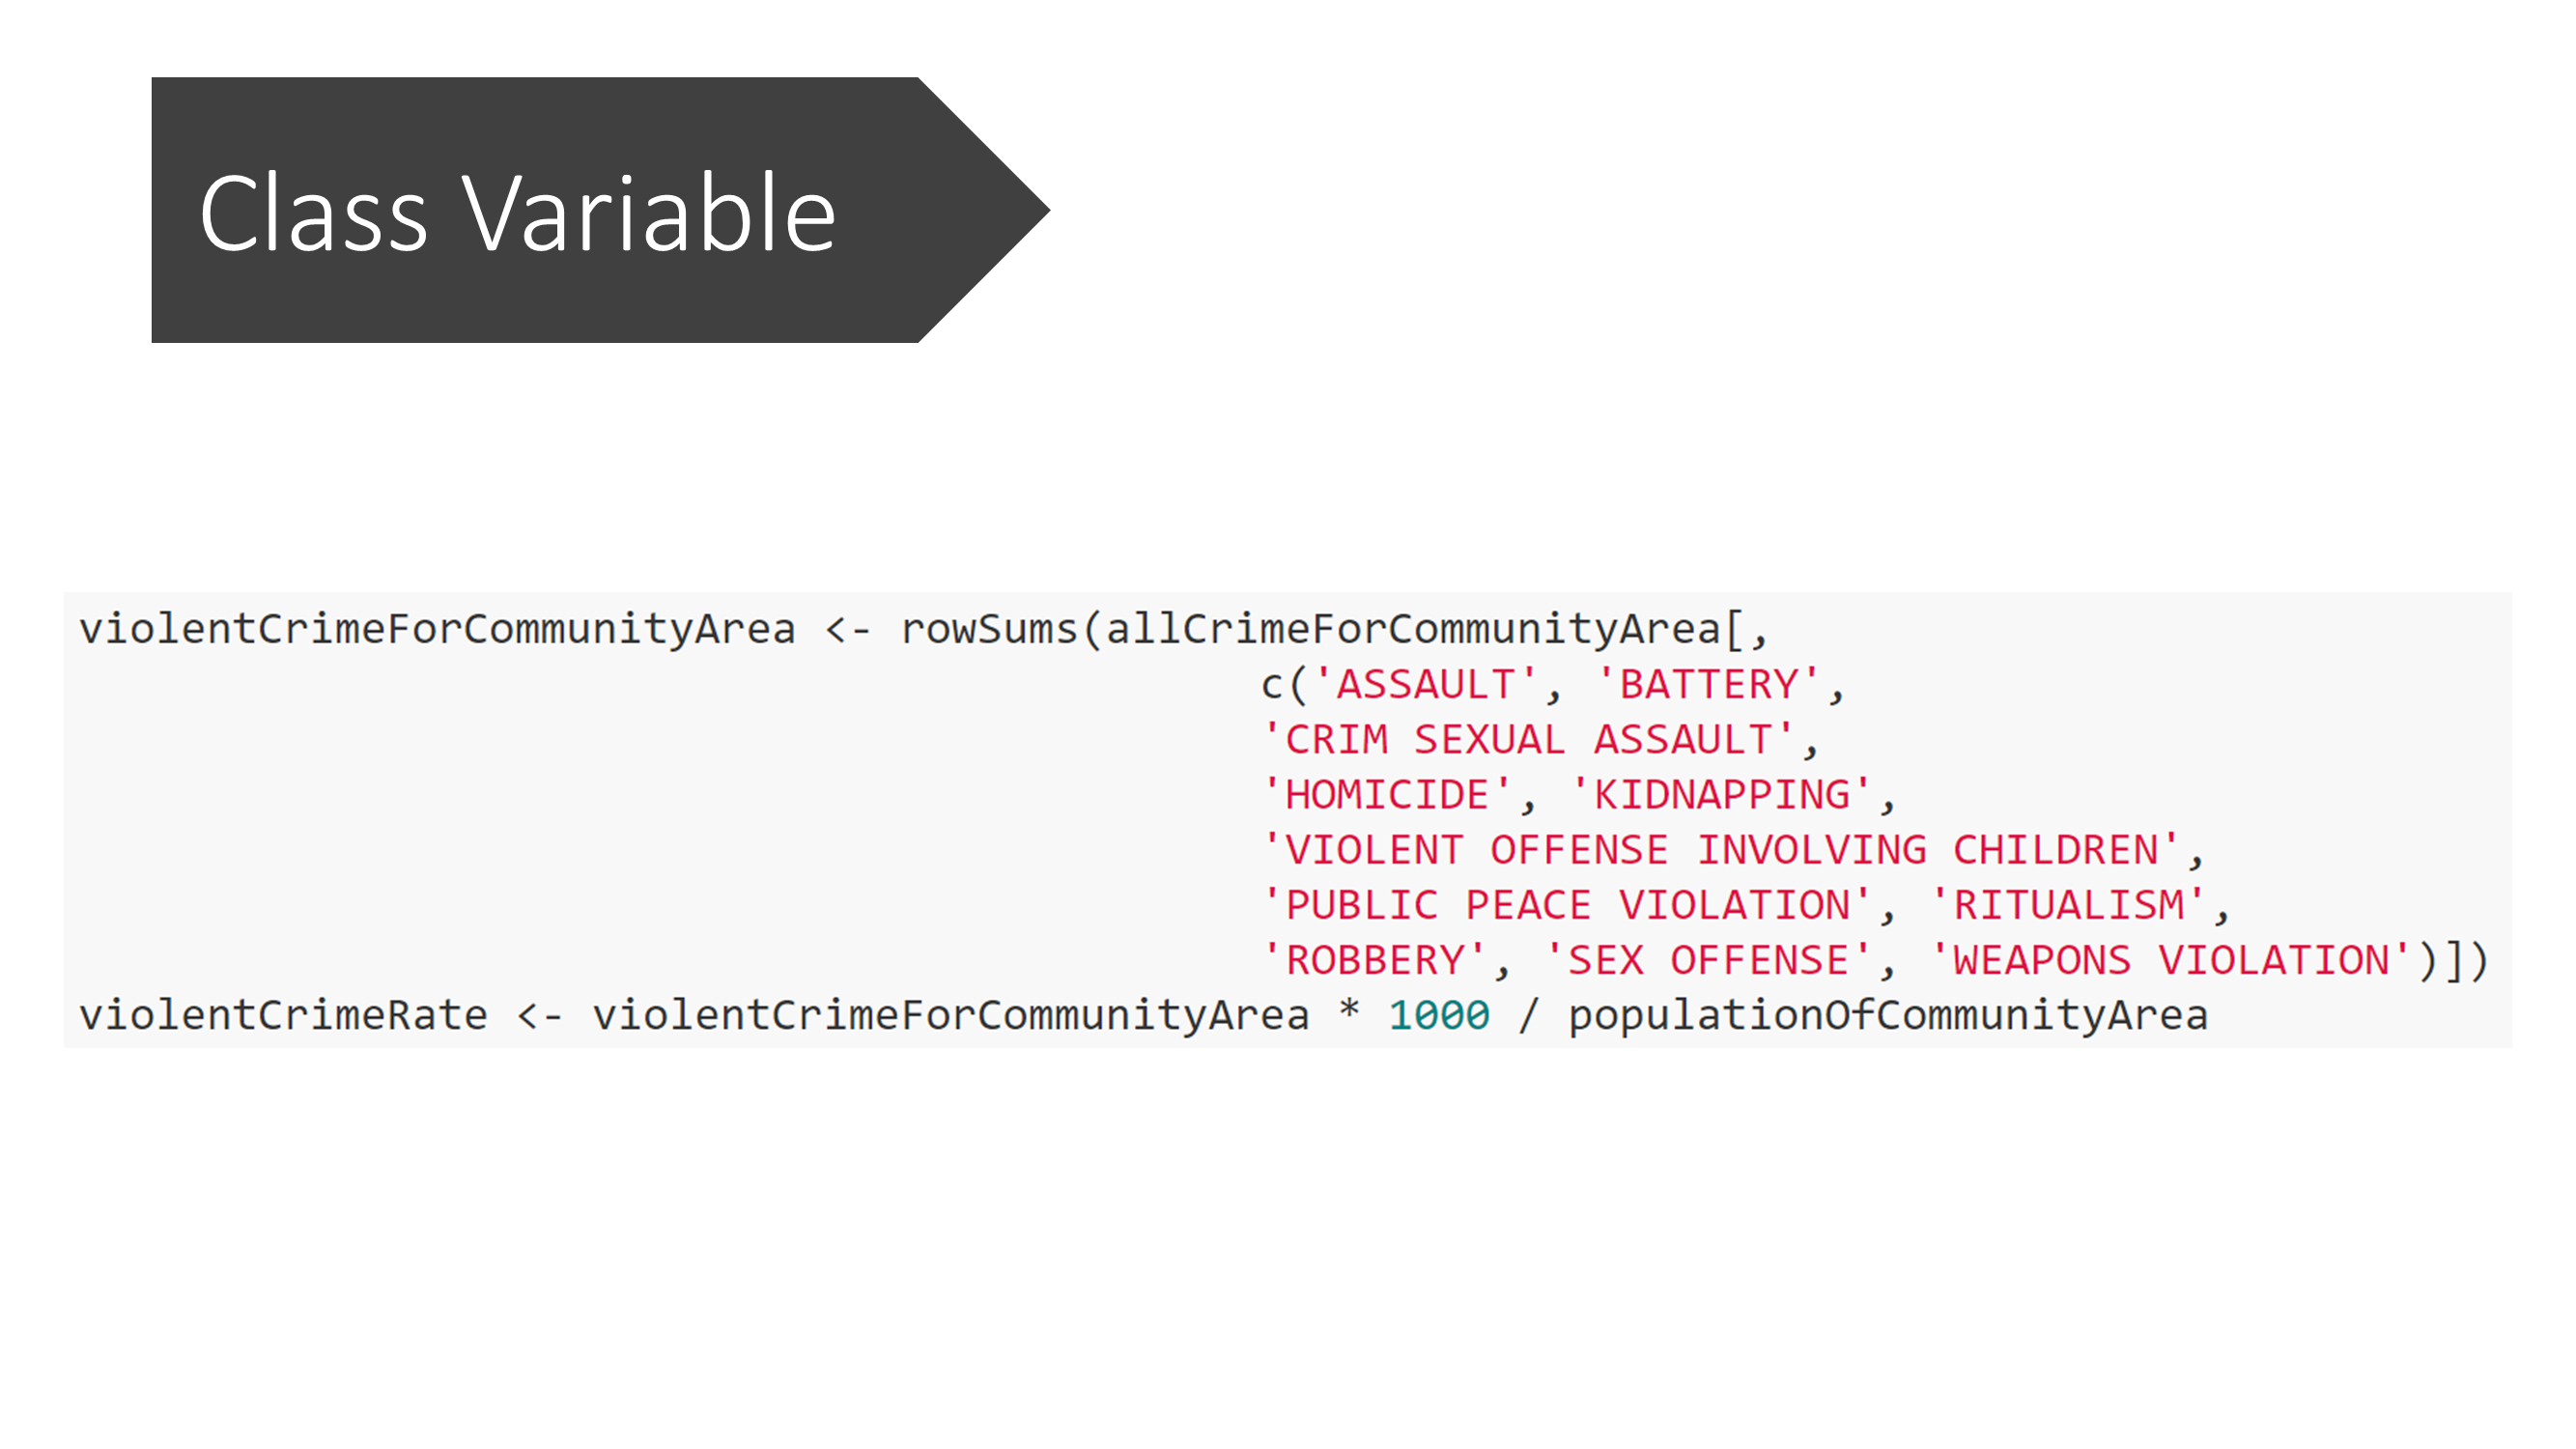 Class Variable
violentCrimeForCommunityArea <- rowSums(allCrimeForCommunityArea[,
c('ASSAULT', 'BATTERY',
'CRIM SEXUAL ASSAULT',
'HOMICIDE', 'KIDNAPPING',
'VIOLENT OFFENSE INVOLVING CHILDREN',
'PUBLIC PEACE VIOLATION', 'RITUALISM',
'ROBBERY', 'SEX OFFENSE', 'WEAPONS VIOLATION')])
violentCrimeRate <- violentCrimeForCommunityArea * 1000 / populationOfCommunityArea